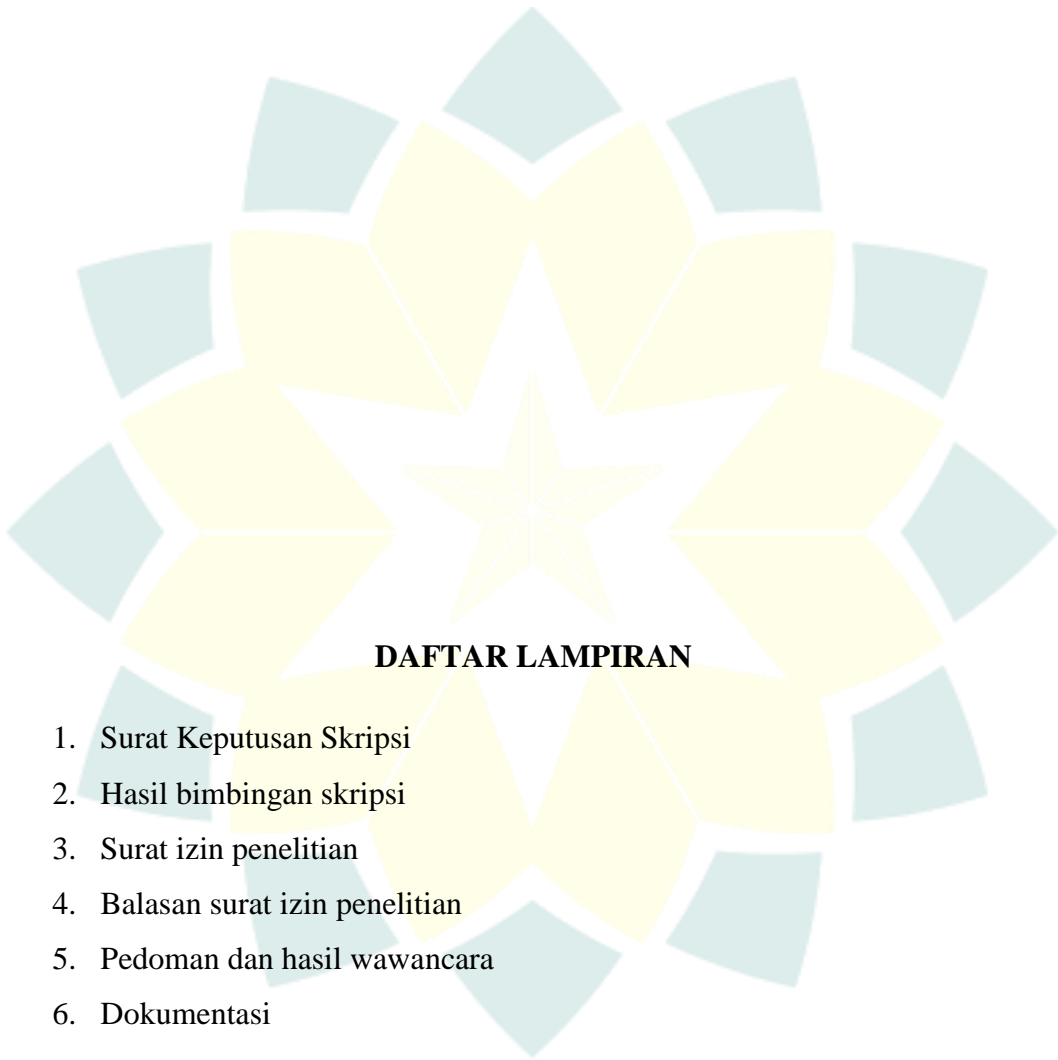 DAFTAR LAMPIRAN
1. Surat Keputusan Skripsi
2. Hasil bimbingan skripsi
3. Surat izin penelitian
4. Balasan surat izin penelitian
5. Pedoman dan hasil wawancara
6. Dokumentasi